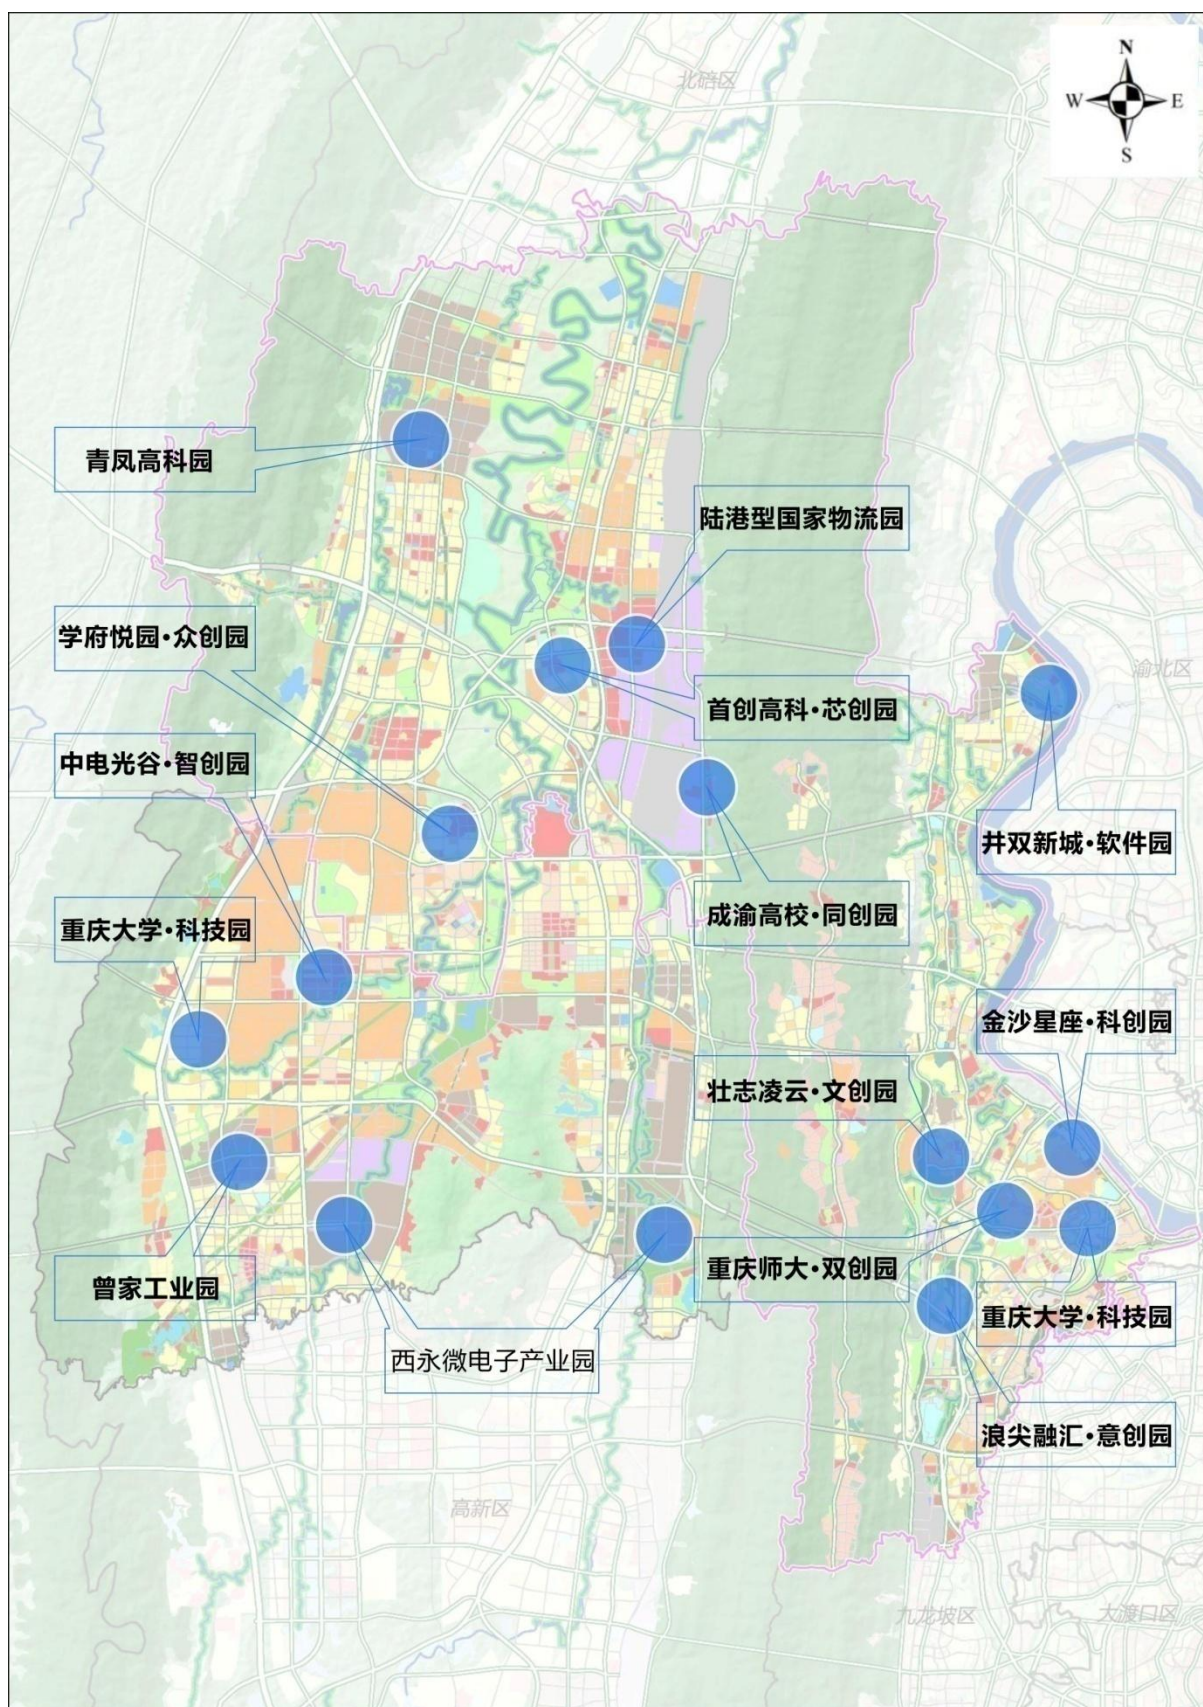 北碚区
N
W
E
S
青凤高科园
陆港型国家物流园
学府悦园·众创园
渝北区
首创高科·芯创园
中电光谷·智创园
井双新城·软件园
成渝高校·同创园
重庆大学·科技园
金沙星座·科创园
壮志凌云·文创园
重庆师大·双创园
曾家工业园
重庆大学·科技园
西永微电子产业园
浪尖融汇·意创园
高新区
九龙坡区
大渡口区